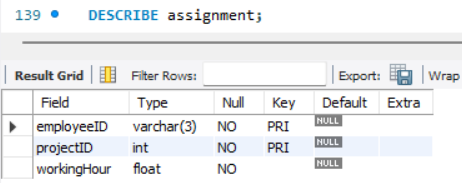 139 DESCRIBE assignment;
Result Grid Filter Rows: Export: Wrap
Field Type Null Key Default Extra
employeeID varchar(3) NO PRI NULL
projectID int NO PRI NULL
workingHour float NO NULL